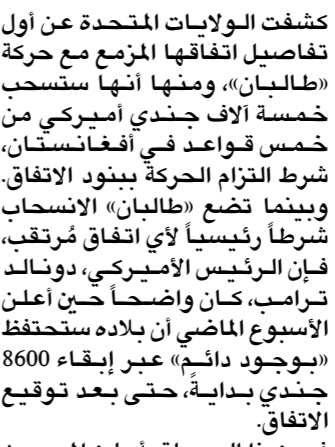 كشفت الولايات المتحدة عن أول
تفاصيل اتفاقها المزمع مع حركة
«طالبان»، ومنها أنها ستسحب
خمسة آلاف جندي أميركي من
خمس قواعد في أفغانستان،
شرط التزام الحركة ببنود الاتفاق.
وبينما تضع «طالبان» الانسحاب
شرطاً رئيسياً لأي اتفاق مُرتقب،
فإن الرئيس الأميركي، دونالد
ترامب، كان واضحاً حين أعلن
الأسبوع الماضي أن بلاده ستحتفظ
«بوجود دائم» عبر إبقاء 8600
جندي بدايةً، حتى بعد توقيع
الاتفاق.